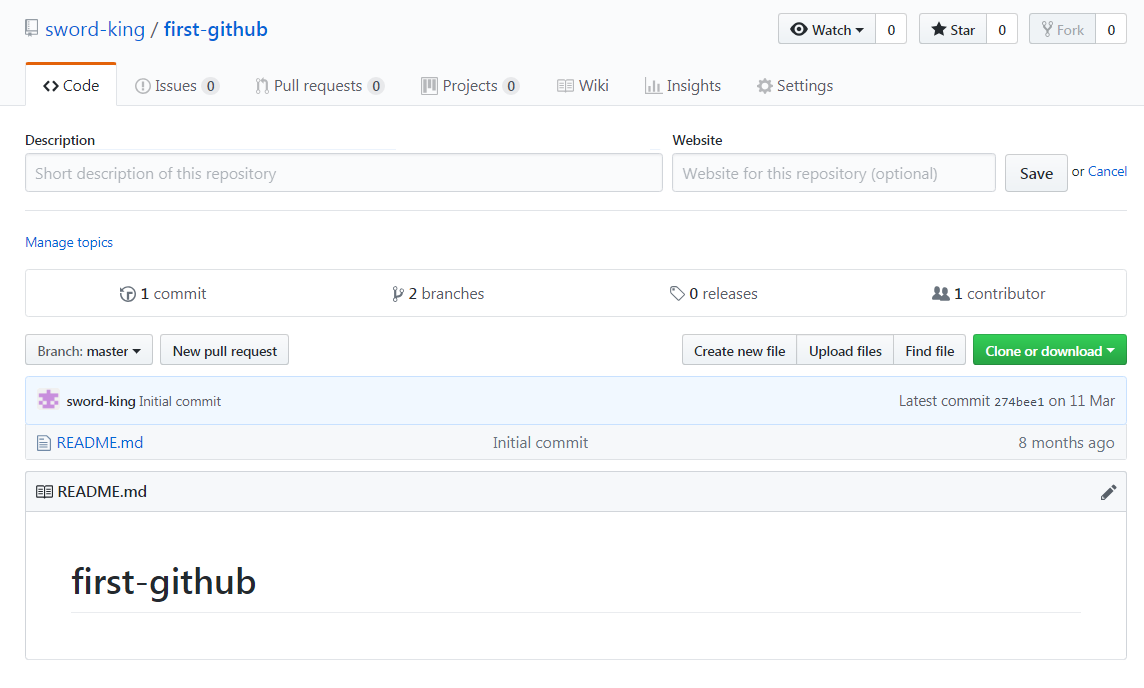 sword-king / first-github Watch 0 Star 0 Fork 0
Code Issues 0 Pull requests 0 Projects 0 Wiki Insights Settings
Description Website
Short description of this repository Website for this repository (optional) Save or Cancel
Manage topics
1 commit 2 branches 0 releases 1 contributor
Branch: master New pull request Create new file Upload files Find file Clone or download
sword-king Initial commit Latest commit 274bee1 on 11 Mar
README.md Initial commit 8 months ago
README.md
first-github